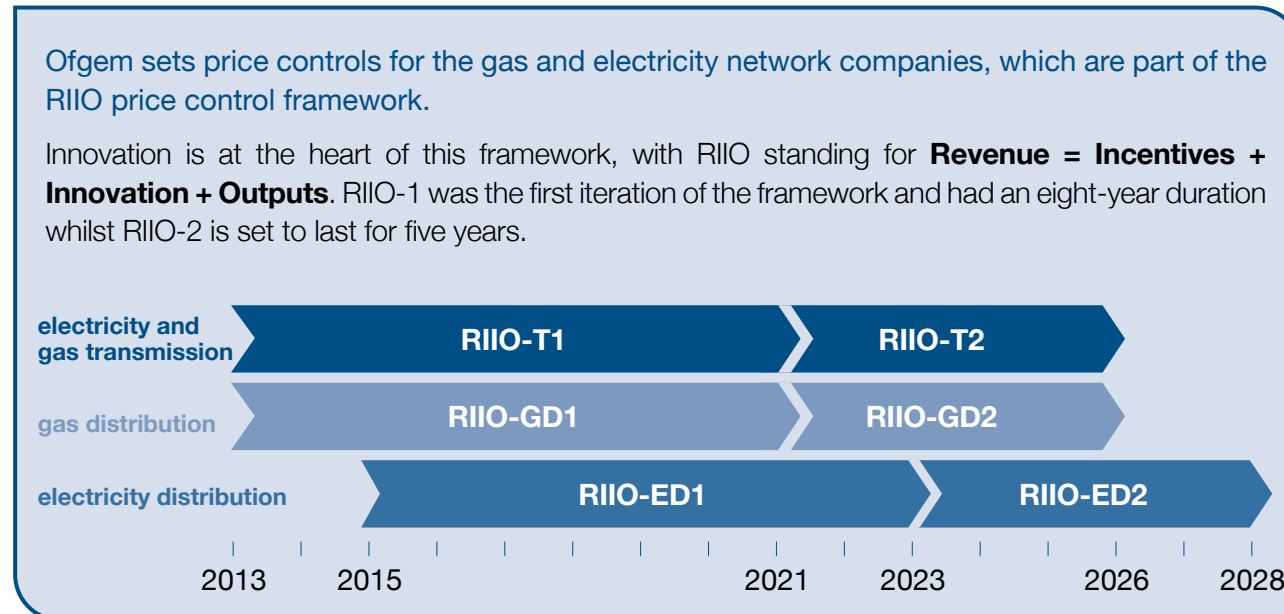 Ofgem sets price controls for the gas and electricity network companies, which are part of the
RIIO price control framework.
Innovation is at the heart of this framework, with RIIO standing for Revenue = Incentives +
Innovation + Outputs. RIIO-1 was the first iteration of the framework and had an eight-year duration
whilst RIIO-2 is set to last for five years.
electricity and
gas transmission
RIIO-T1
RIIO-T2
gas distribution
RIIO-GD1
RIIO-GD2
electricity distribution
RIIO-ED1
RIIO-ED2
2013 2015 2021 2023 2026 2028